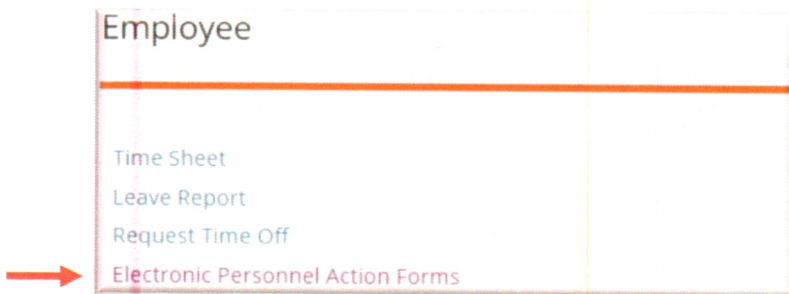 Employee
Time Sheet
Leave Report
Request Time Off
Electronic Personnel Action Forms